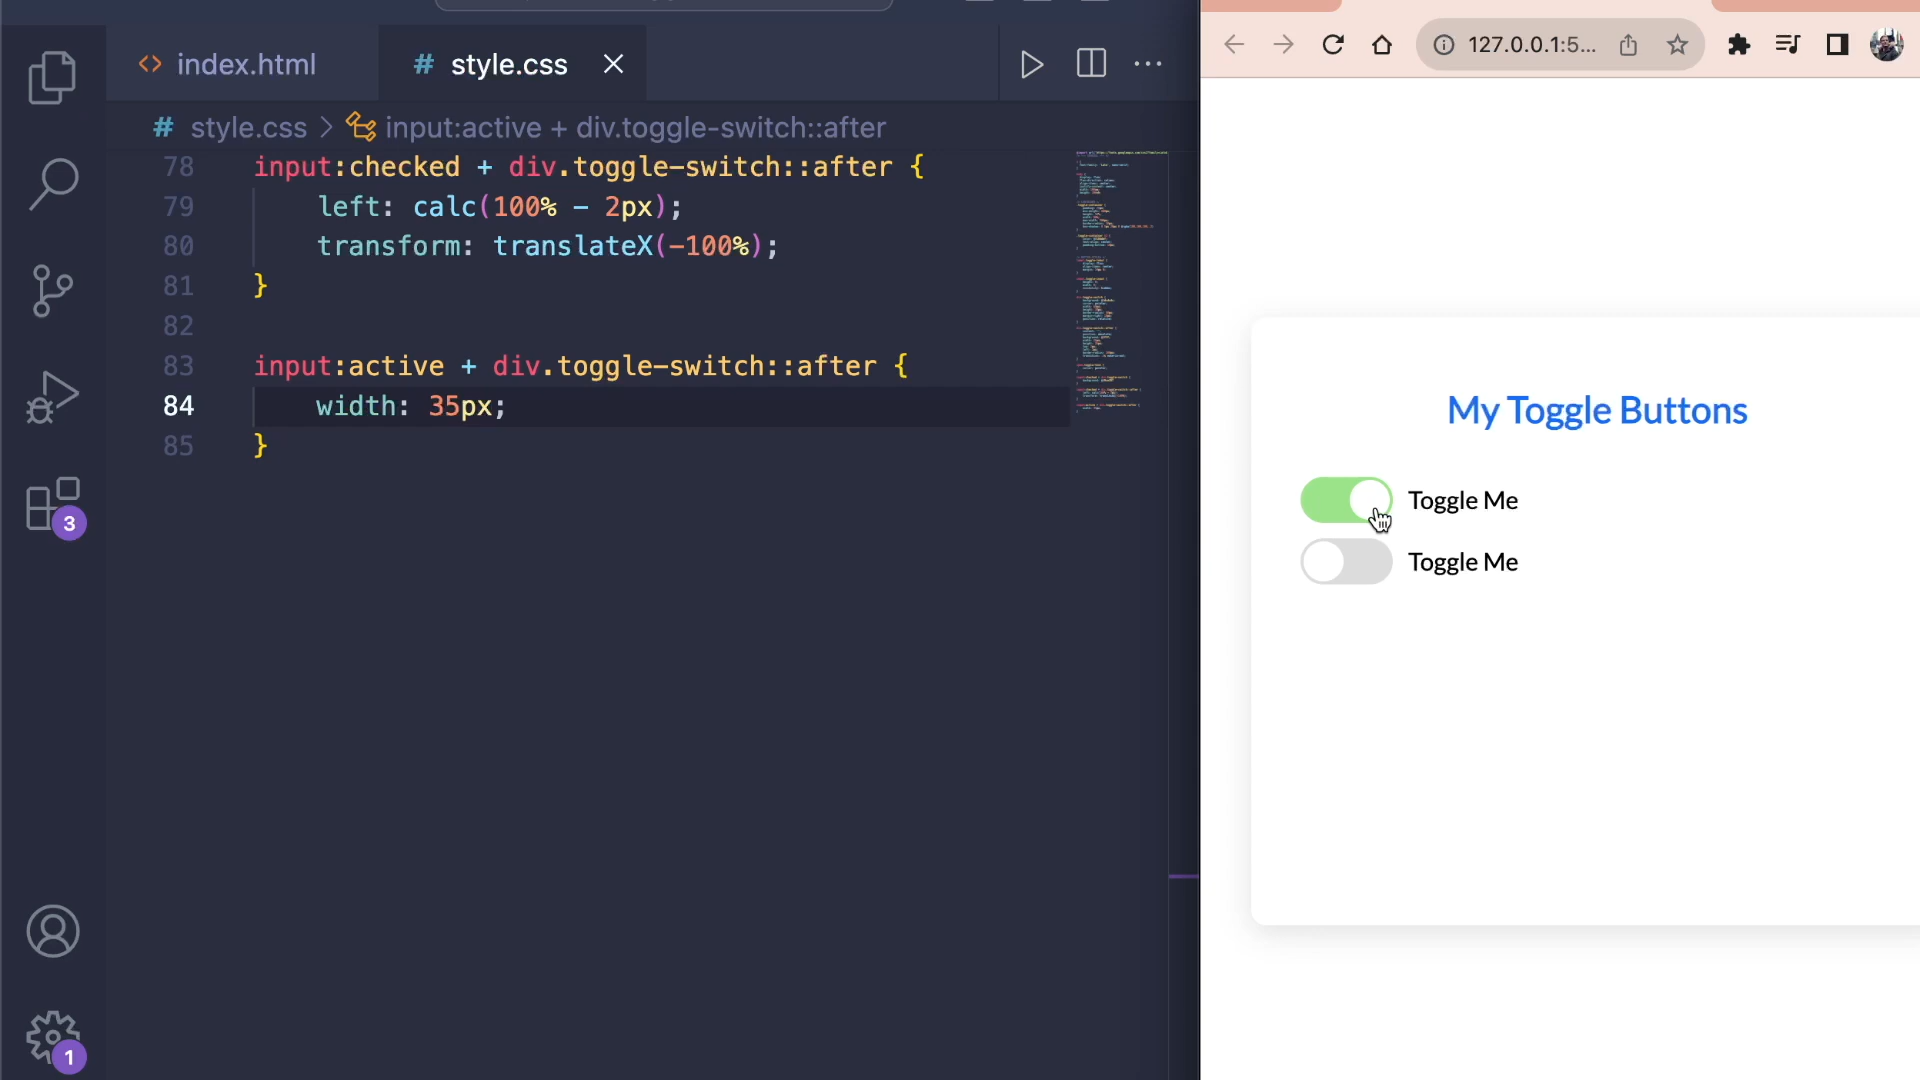 index.html
style.css
127.0.0.1:5...
style.css > input:active + div.toggle-switch::after
78 input:checked + div.toggle-switch::after {
79 left: calc(100% - 2px);
80 transform: translateX(-100%);
81 }
82
83 input:active + div.toggle-switch::after {
84 width: 35px;
85 }
3
1
My Toggle Buttons
Toggle Me
Toggle Me